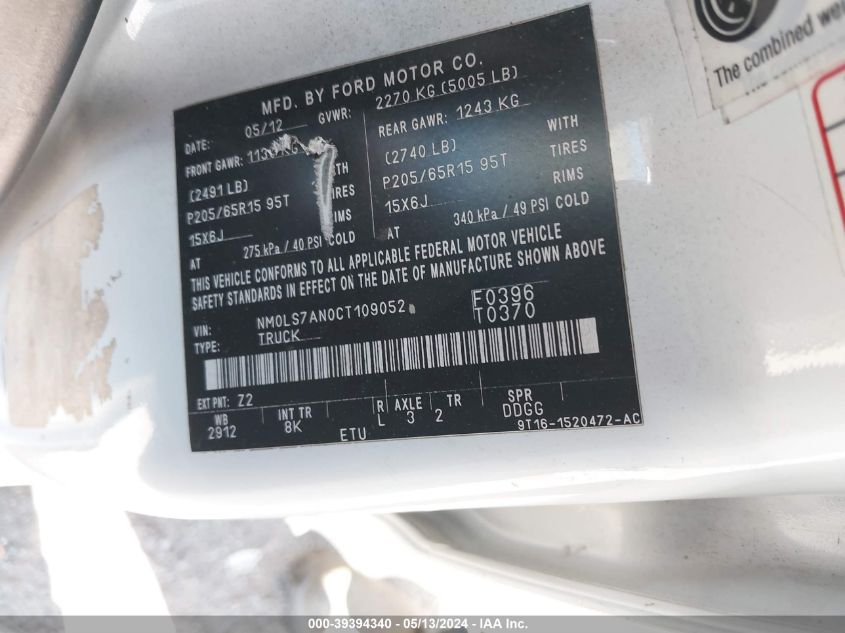 The combined we
MFD. BY FORD MOTOR CO.
DATE: 05/12 GVWR: 2270 KG (5005 LB)
FRONT GAWR: KG REAR GAWR: 1243 KG
(2491 LB) WITH (2740 LB) WITH
P205/65R15 95T TIRES P205/65R15 95T TIRES
15X6J RIMS 15X6J RIMS
AT 275 kPa / 40 PSI COLD AT 340 kPa / 49 PSI COLD
THIS VEHICLE CONFORMS TO ALL APPLICABLE FEDERAL MOTOR VEHICLE
SAFETY STANDARDS IN EFFECT ON THE DATE OF MANUFACTURE SHOWN ABOVE
VIN: NM0LS7AN0CT109052 F0396
TYPE: TRUCK T0370
EXT PNT: Z2
WB INT TR R AXLE TR SPR
2912 8K L 3 2 DDGG
ETU 9T16-1520472-AC
000-39394340 - 05/13/2024 - IAA Inc.